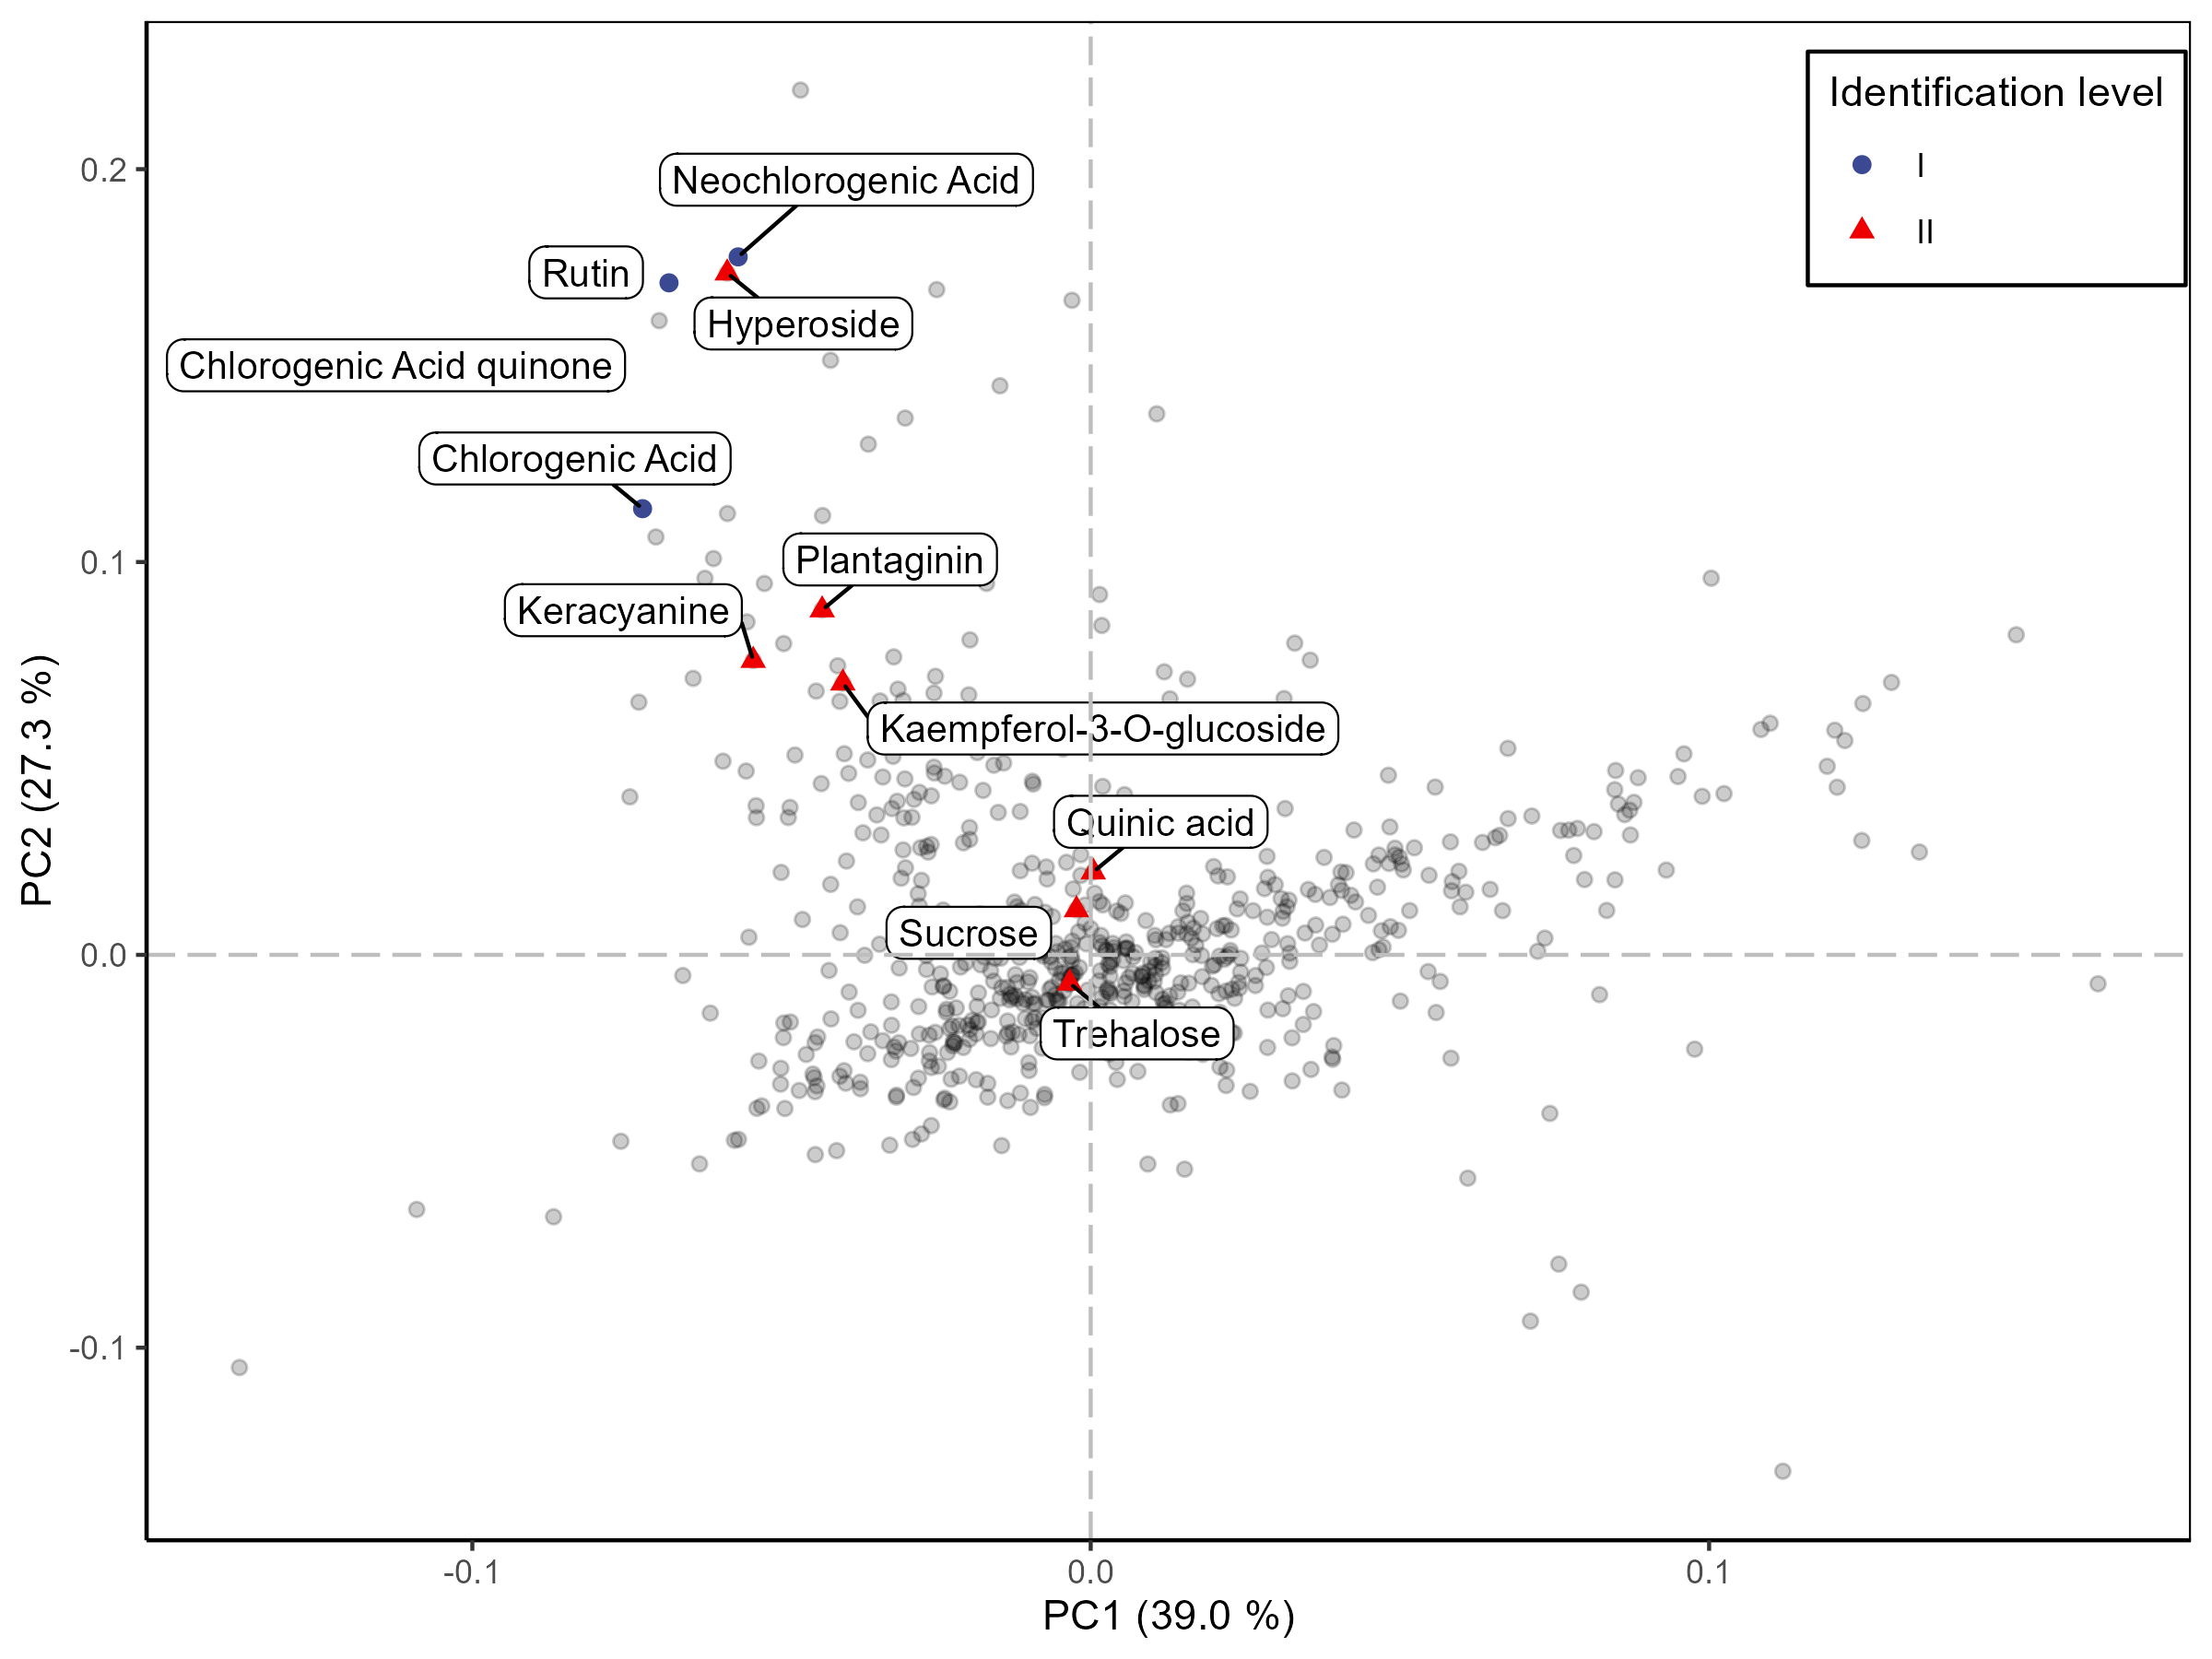 Identification level
I
II
Neochlorogenic Acid
Rutin
Hyperoside
Chlorogenic Acid quinone
Chlorogenic Acid
Plantaginin
Keracyanine
Kaempferol-3-O-glucoside
Quinic acid
Sucrose
Trehalose
0.2
0.1
0.0
-0.1
PC2 (27.3 %)
-0.1
0.0
0.1
PC1 (39.0 %)